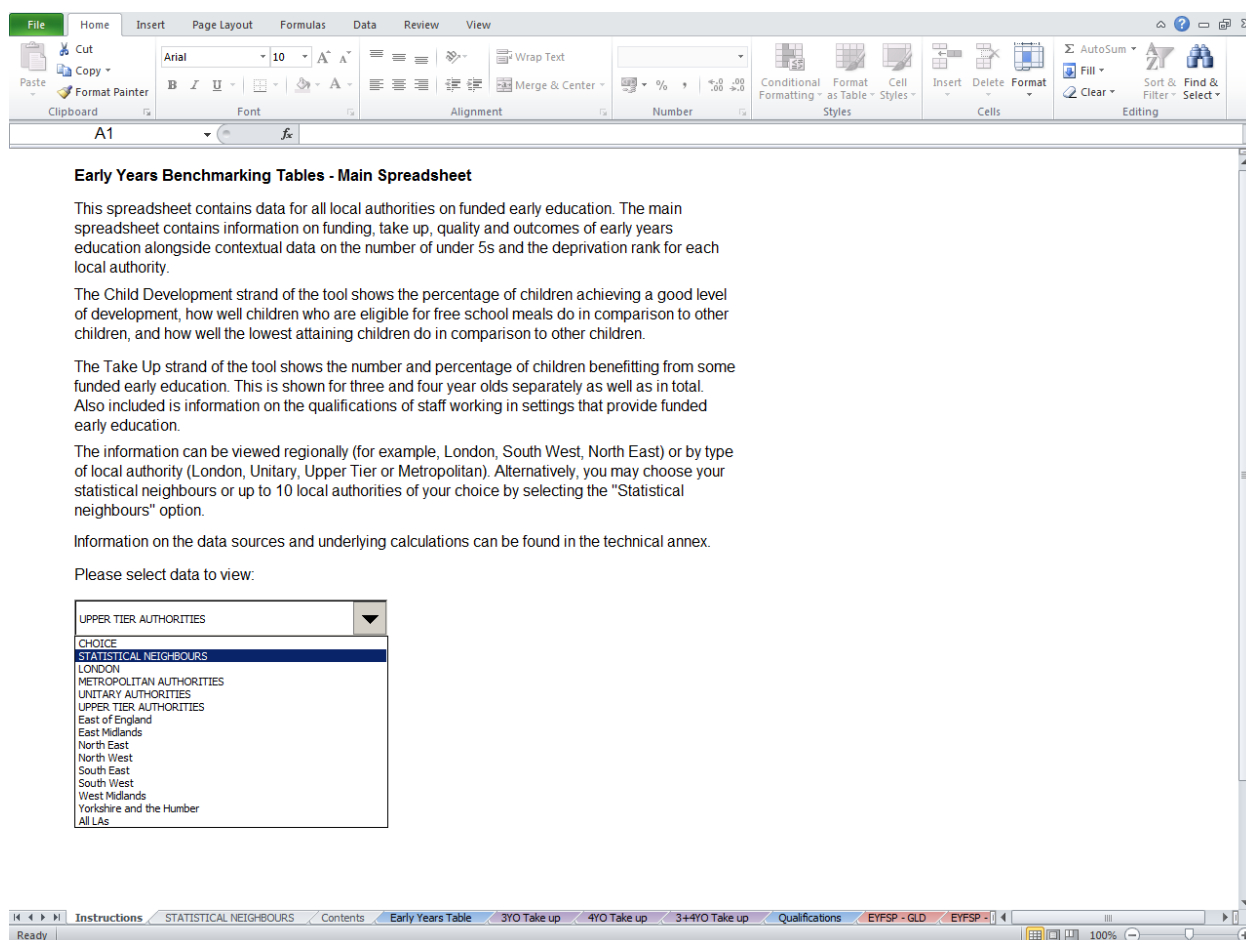 File Home Insert Page Layout Formulas Data Review View
Cut
Copy
Format Painter
Paste
Arial 10 A A
B I U A
Wrap Text
Merge & Center
% ,
Conditional Formatting
Format as Table
Cell Styles
Insert Delete Format
Σ AutoSum
Fill
Clear
Sort & Filter
Find & Select
Clipboard Font Alignment Number Styles Cells Editing
A1 fx
Early Years Benchmarking Tables - Main Spreadsheet
This spreadsheet contains data for all local authorities on funded early education. The main
spreadsheet contains information on funding, take up, quality and outcomes of early years
education alongside contextual data on the number of under 5s and the deprivation rank for each
local authority.
The Child Development strand of the tool shows the percentage of children achieving a good level
of development, how well children who are eligible for free school meals do in comparison to other
children, and how well the lowest attaining children do in comparison to other children.
The Take Up strand of the tool shows the number and percentage of children benefitting from some
funded early education. This is shown for three and four year olds separately as well as in total.
Also included is information on the qualifications of staff working in settings that provide funded
early education.
The information can be viewed regionally (for example, London, South West, North East) or by type
of local authority (London, Unitary, Upper Tier or Metropolitan). Alternatively, you may choose your
statistical neighbours or up to 10 local authorities of your choice by selecting the "Statistical
neighbours" option.
Information on the data sources and underlying calculations can be found in the technical annex.
Please select data to view:
UPPER TIER AUTHORITIES
CHOICE
STATISTICAL NEIGHBOURS
LONDON
METROPOLITAN AUTHORITIES
UNITARY AUTHORITIES
UPPER TIER AUTHORITIES
East of England
East Midlands
North East
North West
South East
South West
West Midlands
Yorkshire and the Humber
All LAs
Instructions STATISTICAL NEIGHBOURS Contents Early Years Table 3YO Take up 4YO Take up 3+4YO Take up Qualifications EYFSP - GLD EYFSP -
Ready 100%